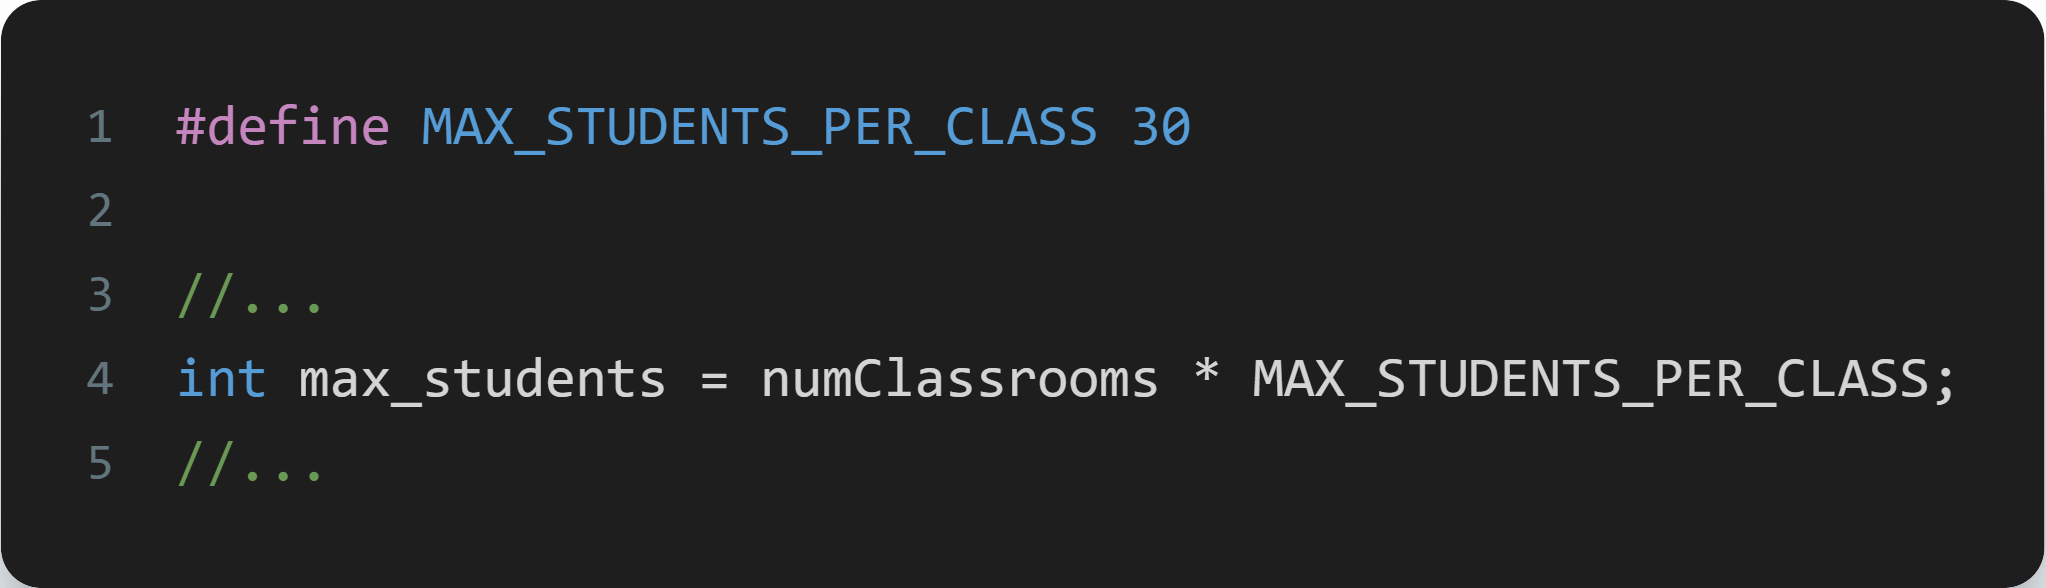 1 #define MAX_STUDENTS_PER_CLASS 30
2
3 //...
4 int max_students = numClassrooms * MAX_STUDENTS_PER_CLASS;
5 //...